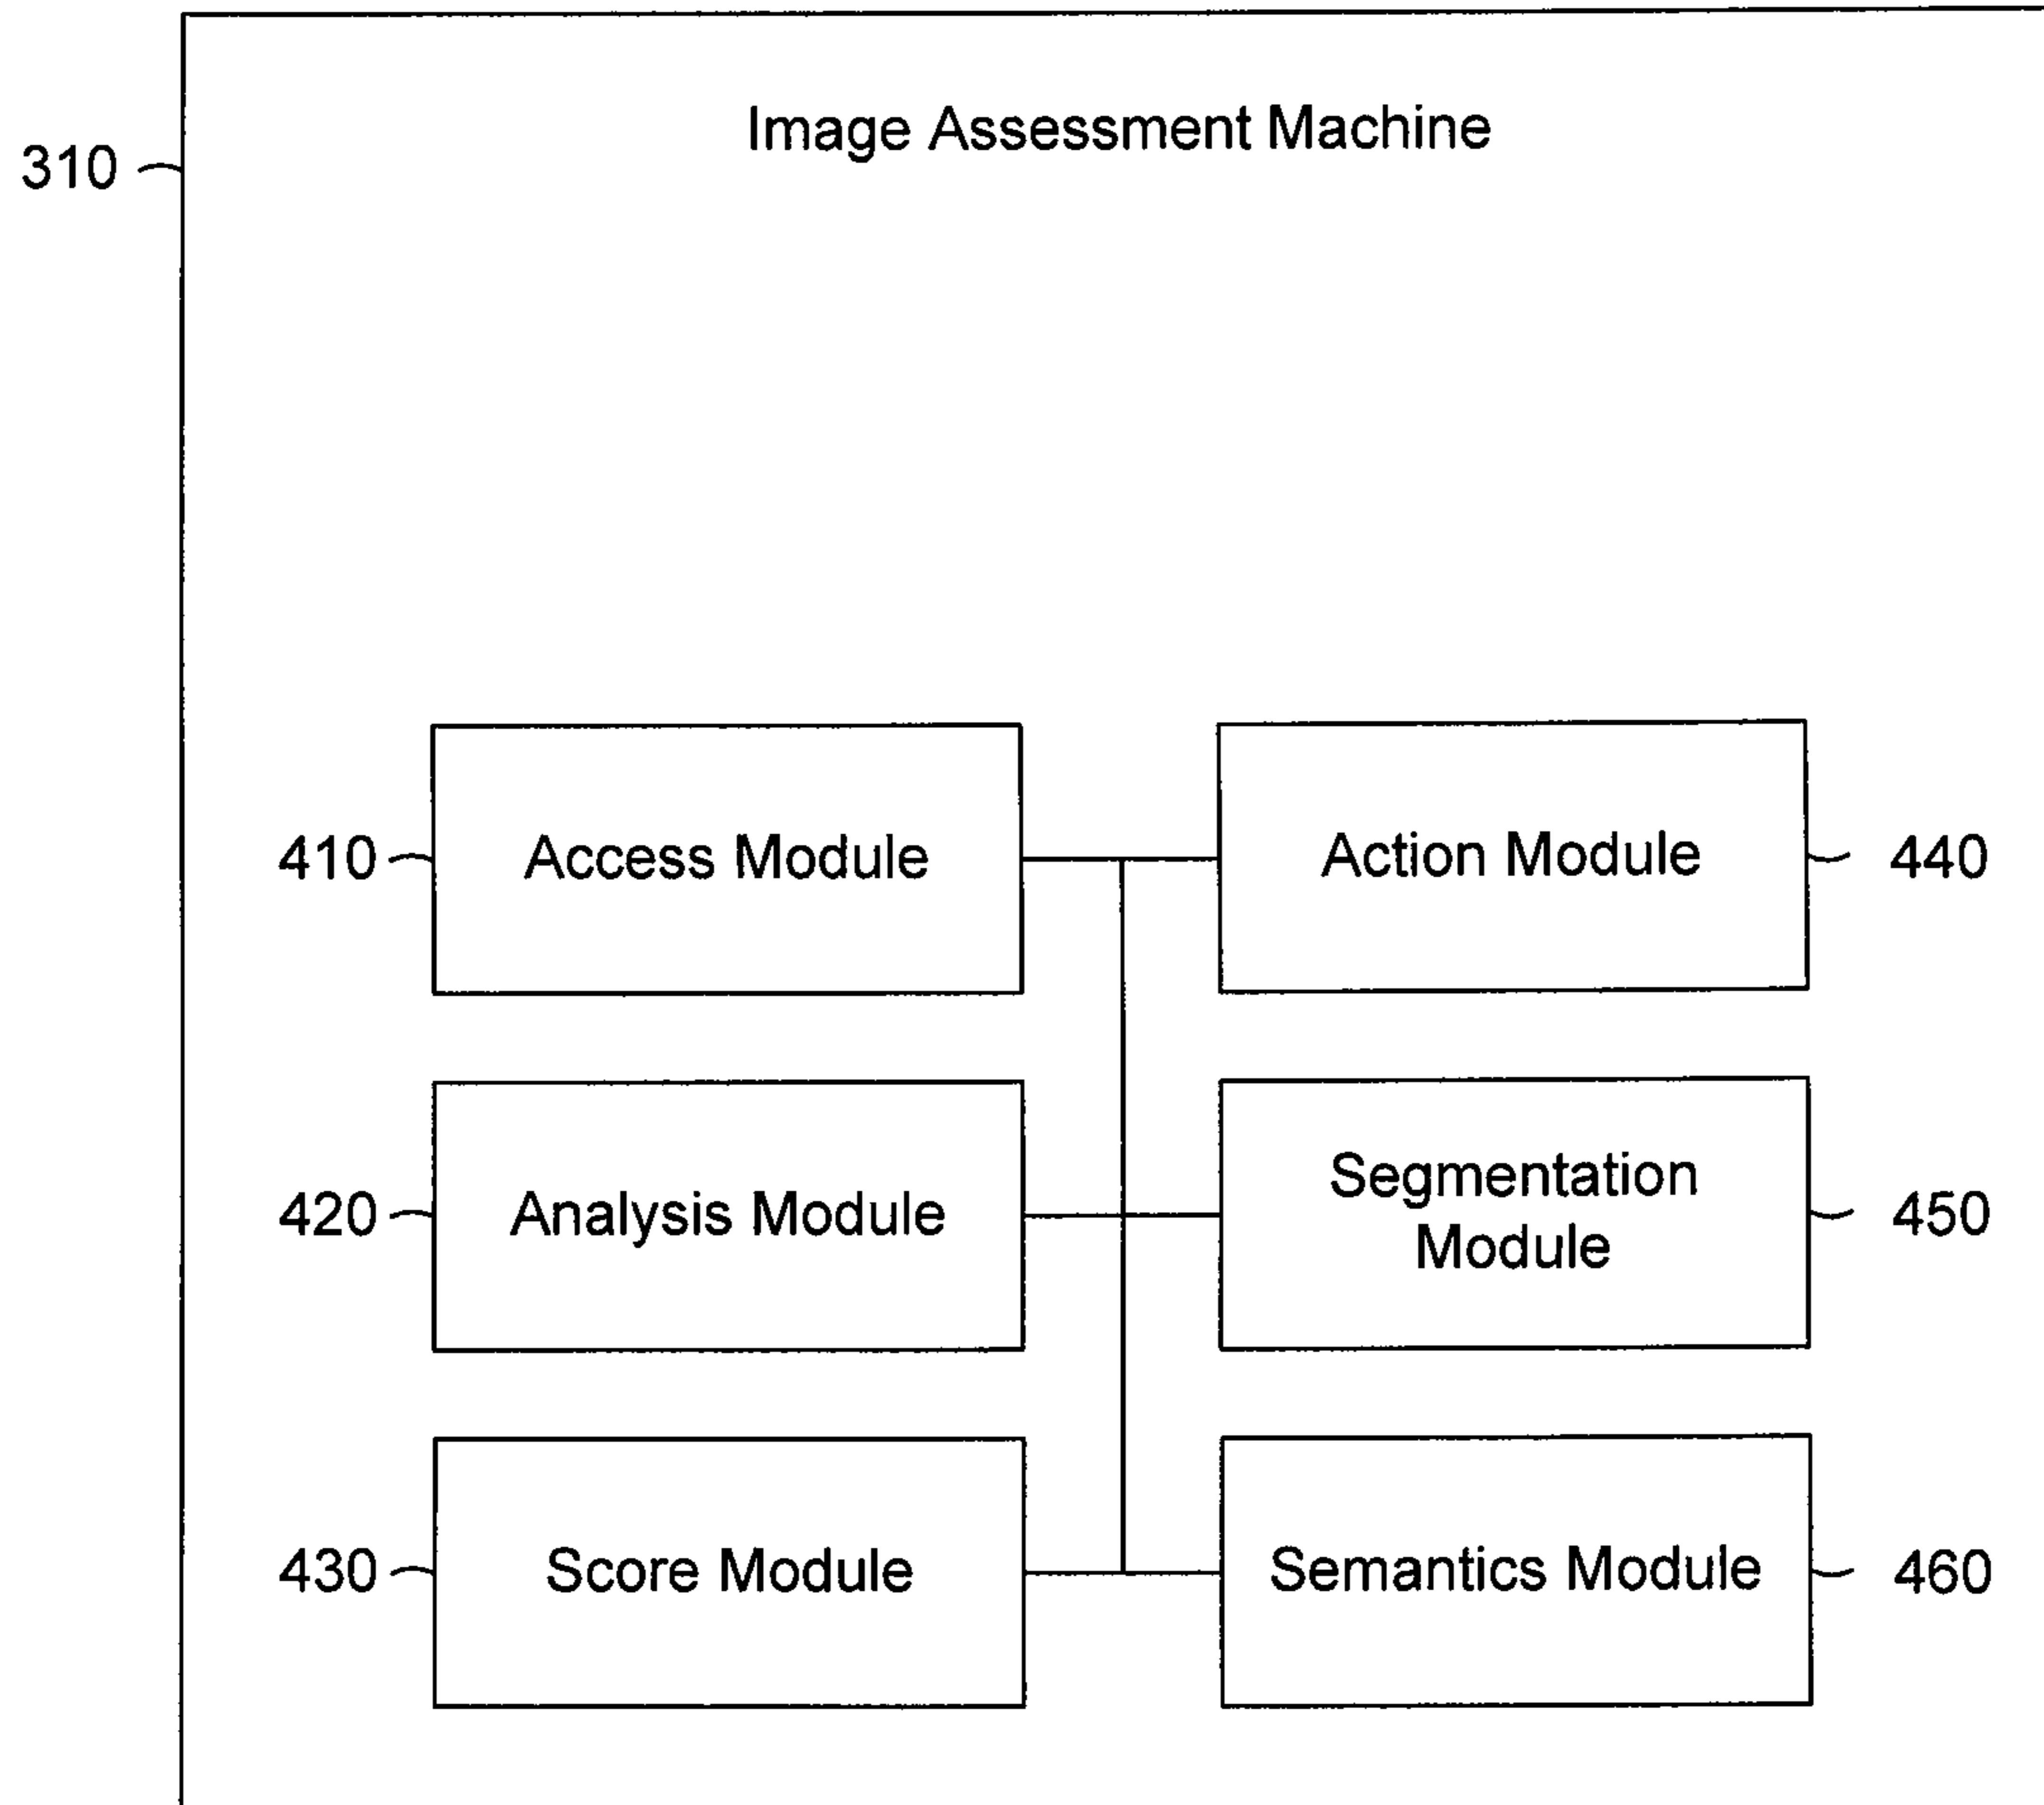 Image Assessment Machine
310
410
Access Module
Action Module
440
420
Analysis Module
Segmentation
Module
450
430
Score Module
Semantics Module
460